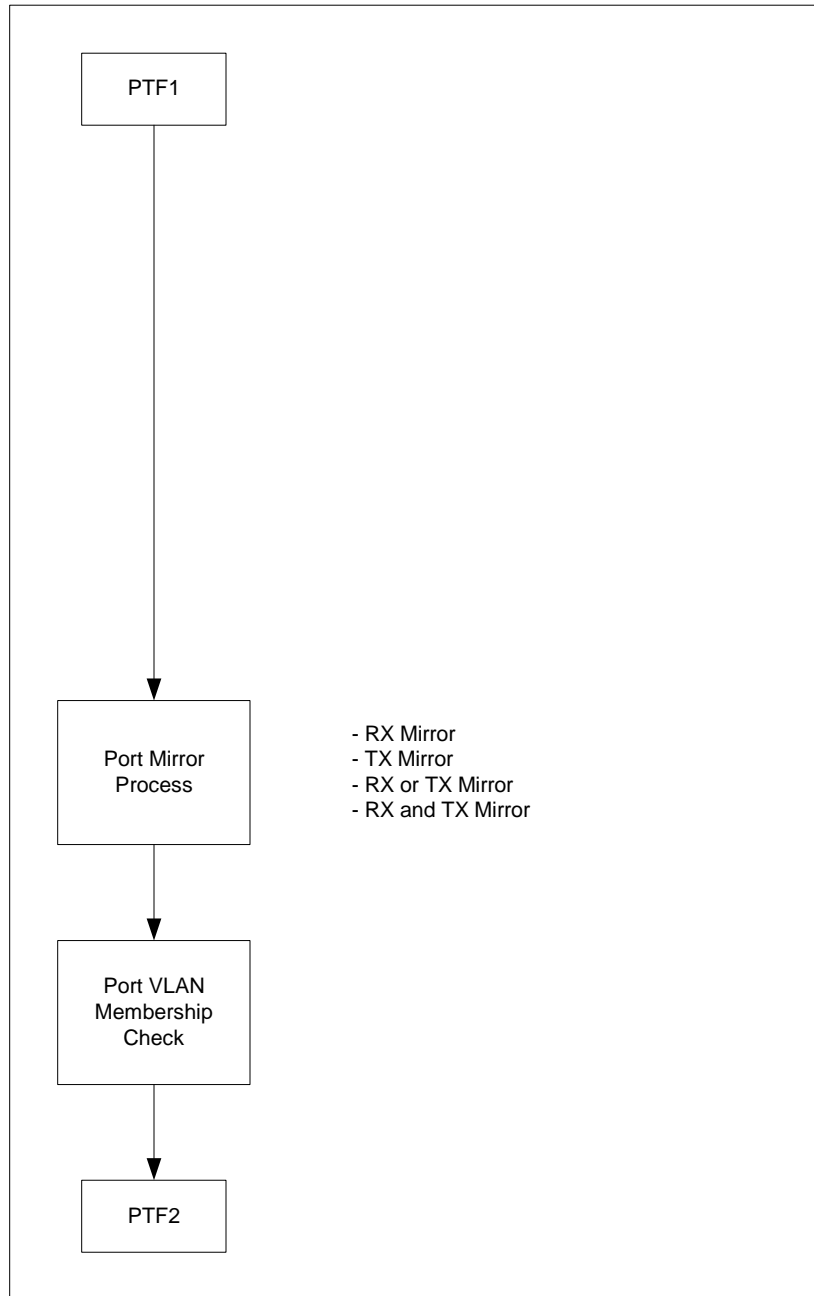 PTF1
Port Mirror
Process
- RX Mirror
- TX Mirror
- RX or TX Mirror
- RX and TX Mirror
Port VLAN
Membership
Check
PTF2